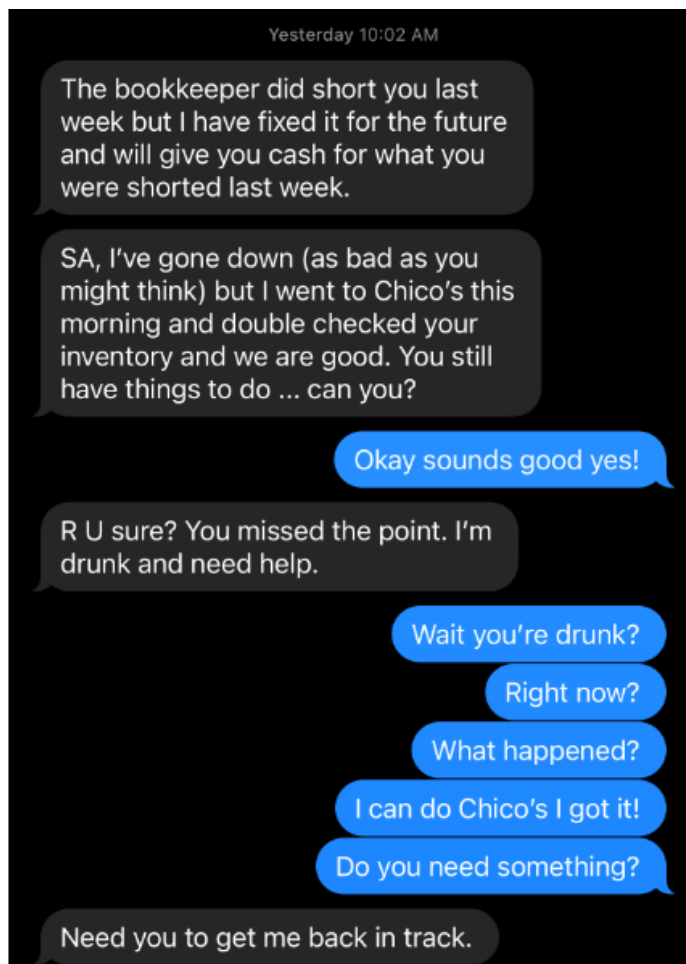 Yesterday 10:02 AM
The bookkeeper did short you last
week but I have fixed it for the future
and will give you cash for what you
were shorted last week.
SA, I’ve gone down (as bad as you
might think) but I went to Chico’s this
morning and double checked your
inventory and we are good. You still
have things to do ... can you?
Okay sounds good yes!
R U sure? You missed the point. I’m
drunk and need help.
Wait you’re drunk?
Right now?
What happened?
I can do Chico’s I got it!
Do you need something?
Need you to get me back in track.